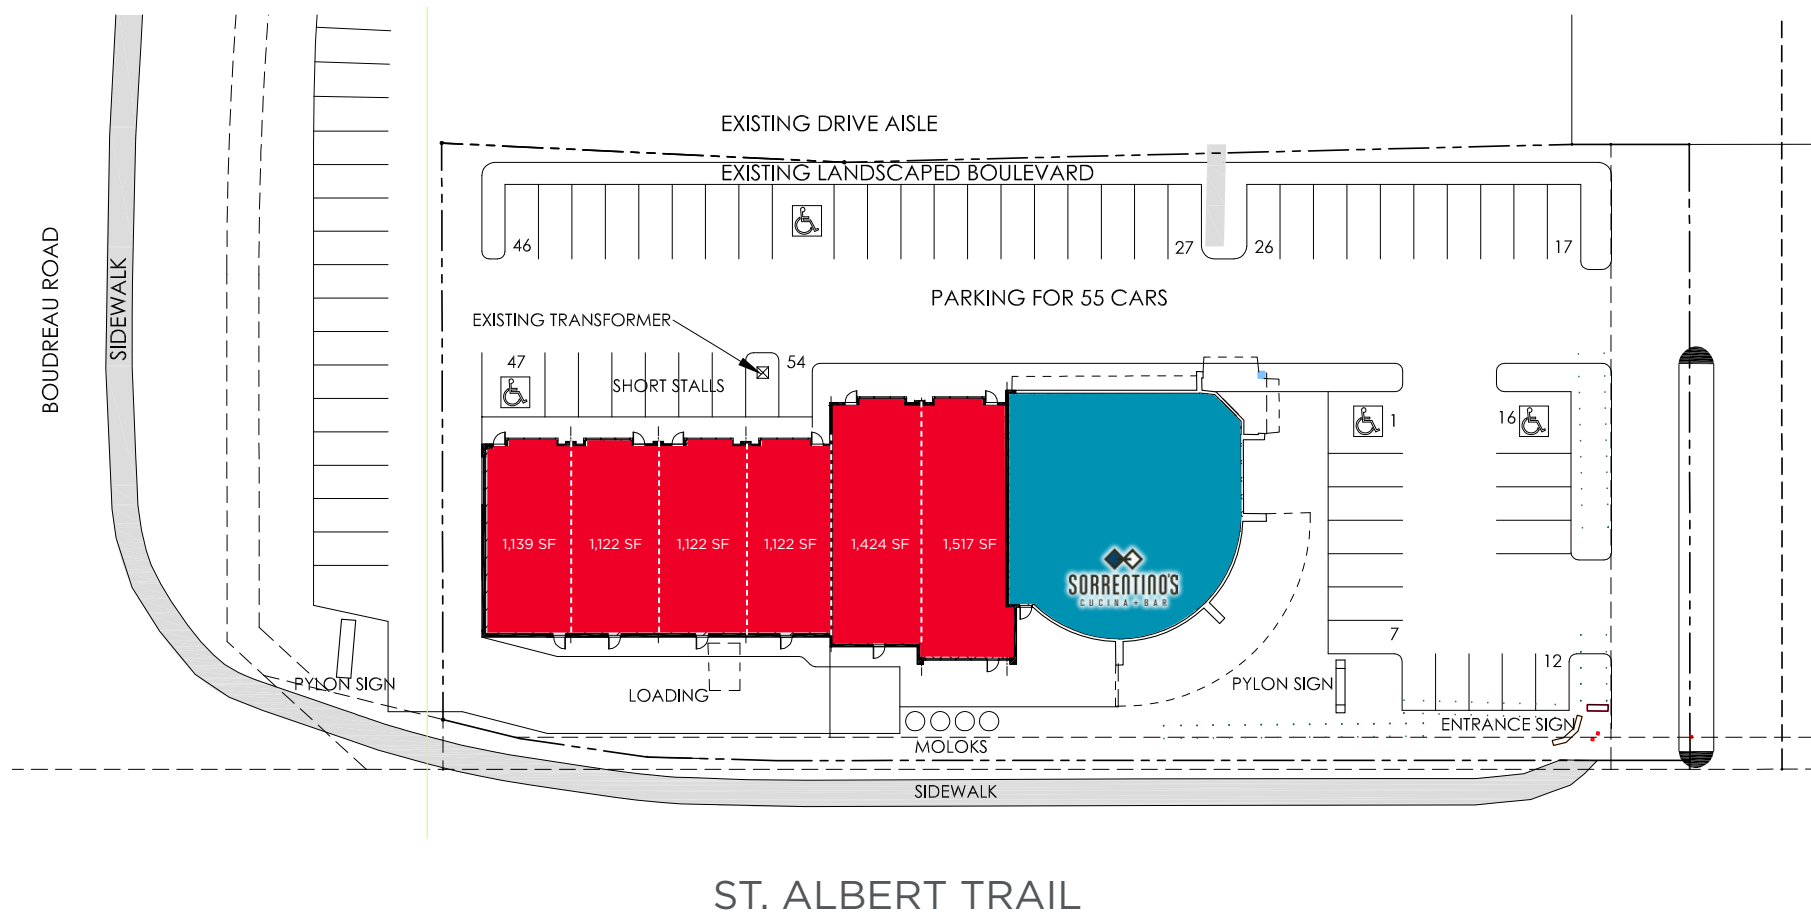 EXISTING DRIVE AISLE
EXISTING LANDSCAPED BOULEVARD
46
27
26
17
PARKING FOR 55 CARS
BOUDREAU ROAD
SIDEWALK
EXISTING TRANSFORMER
47
54
SHORT STALLS
1
16
1,139 SF
1,122 SF
1,122 SF
1,122 SF
1,424 SF
1,517 SF
SORRENTINO'S
CUCINA + BAR
7
12
PYLON SIGN
LOADING
PYLON SIGN
ENTRANCE SIGN
MOLOKS
SIDEWALK
ST. ALBERT TRAIL